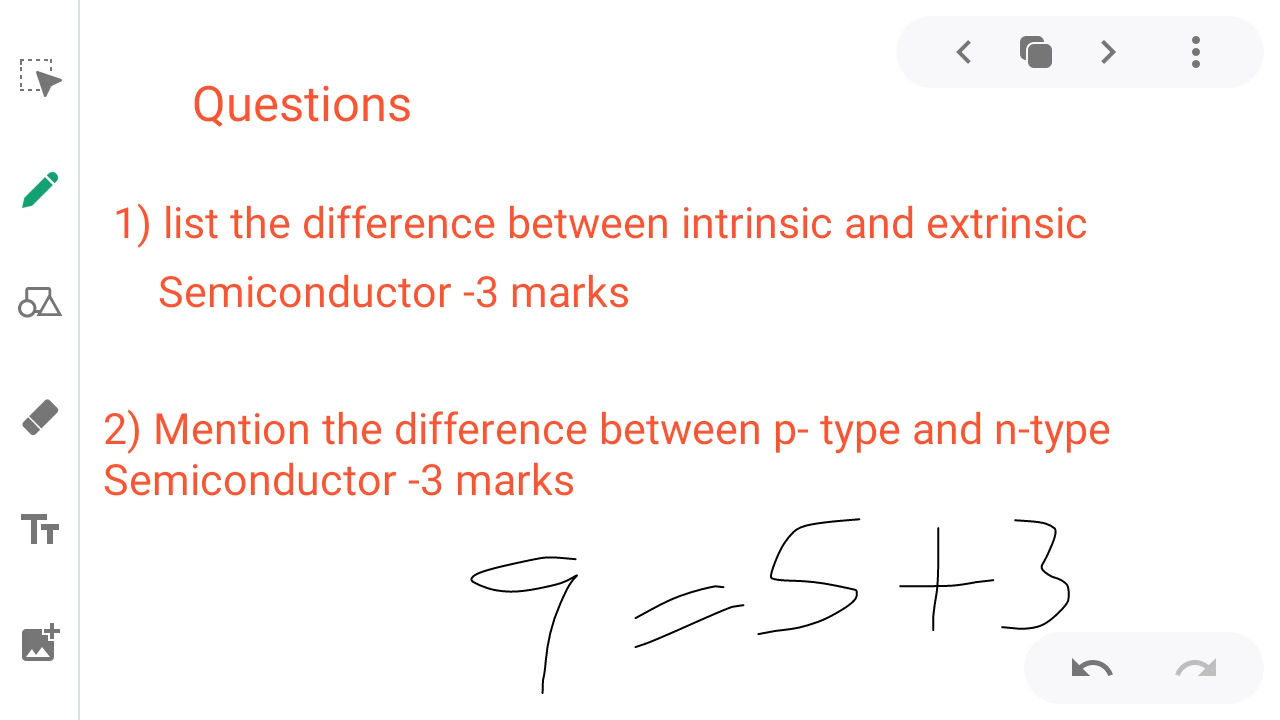 Questions
1) list the difference between intrinsic and extrinsic
Semiconductor -3 marks
2) Mention the difference between p- type and n-type
Semiconductor -3 marks
9 = 5 + 3
TT